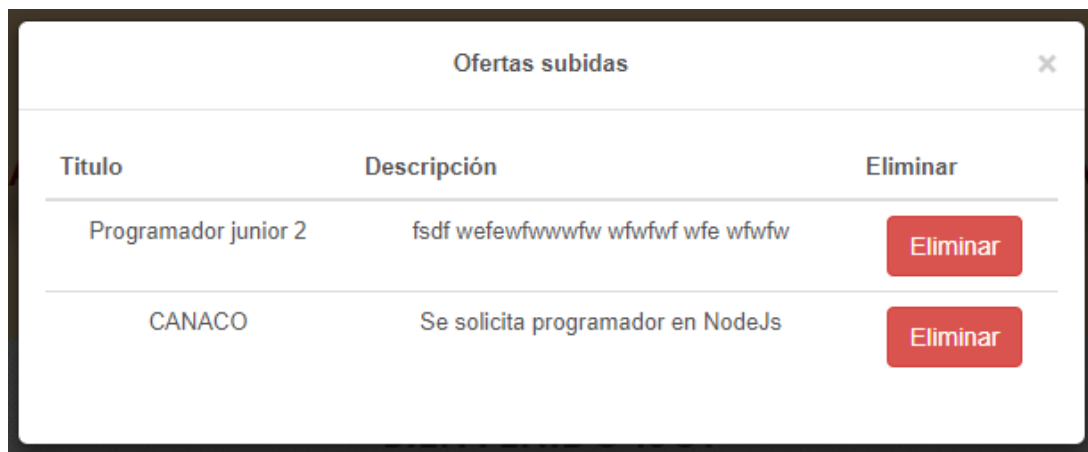 Ofertas subidas ×
Titulo Descripción Eliminar
Programador junior 2 fsdf wefewfwwwfw wfwfwf wfe wfwfw Eliminar
CANACO Se solicita programador en NodeJs Eliminar